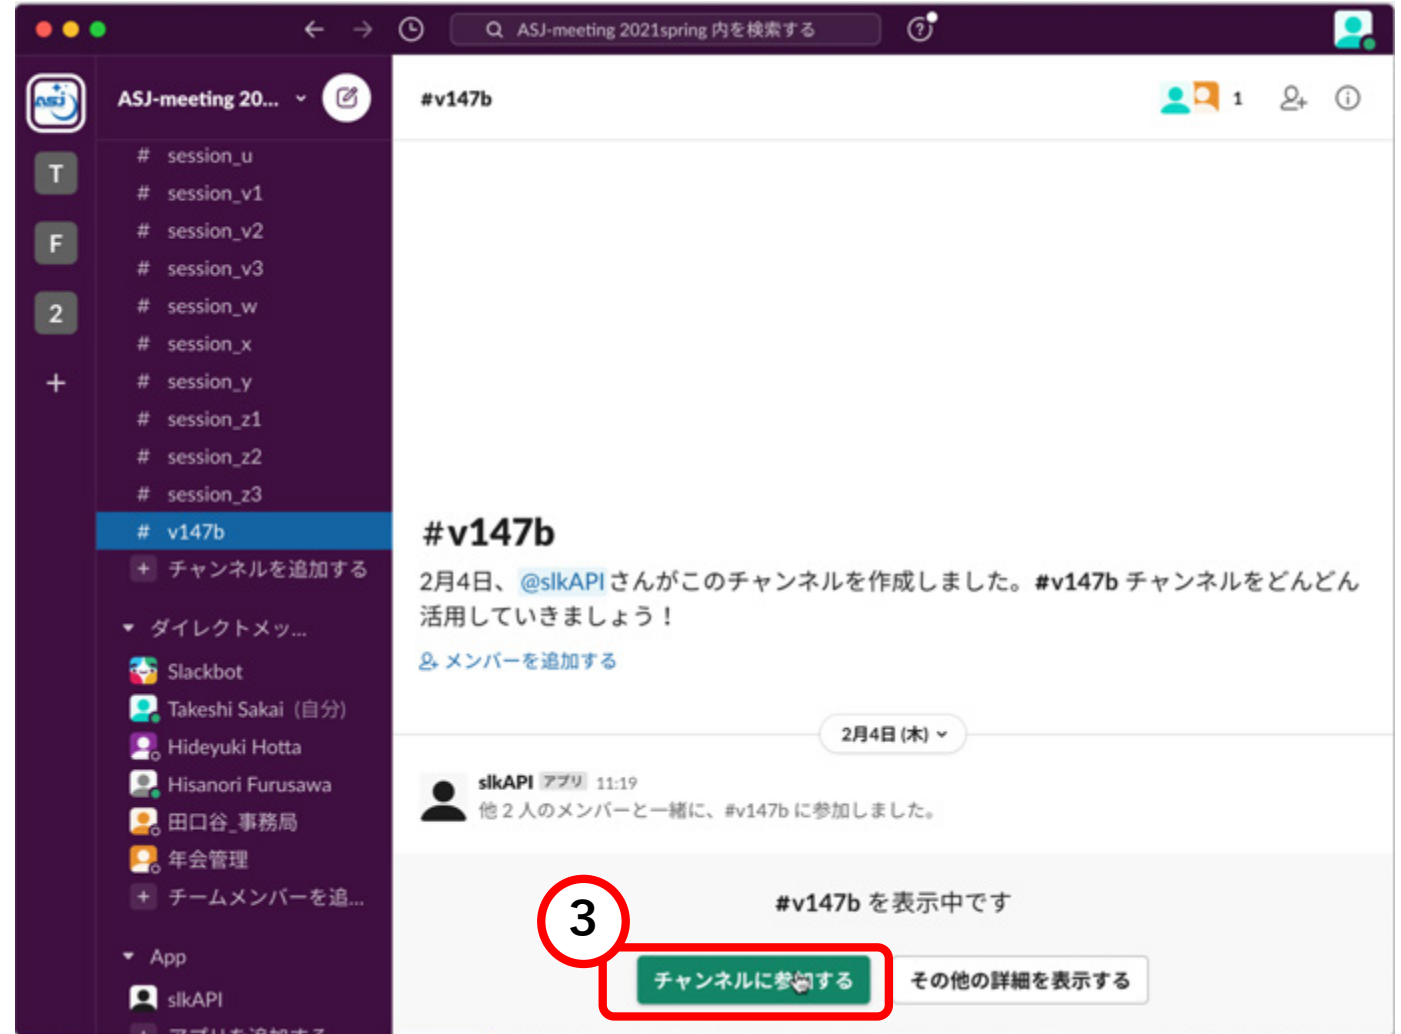 ASJ-meeting 2021spring 内を検索する
ASJ
ASJ-meeting 20...
T
F
2
# session_u
# session_v1
# session_v2
# session_v3
# session_w
# session_x
# session_y
# session_z1
# session_z2
# session_z3
# v147b
+ チャンネルを追加する
ダイレクトメッ...
Slackbot
Takeshi Sakai (自分)
Hideyuki Hotta
Hisanori Furusawa
田口谷_事務局
年会管理
+ チームメンバーを追...
App
slkAPI
+ アプリを追加する
#v147b
1
#v147b
2月4日、@slkAPI さんがこのチャンネルを作成しました。#v147b チャンネルをどんどん
活用していきましょう！
メンバーを追加する
2月4日 (木)
slkAPI アプリ 11:19
他 2 人のメンバーと一緒に、#v147b に参加しました。
#v147b を表示中です
3
チャンネルに参加する
その他の詳細を表示する